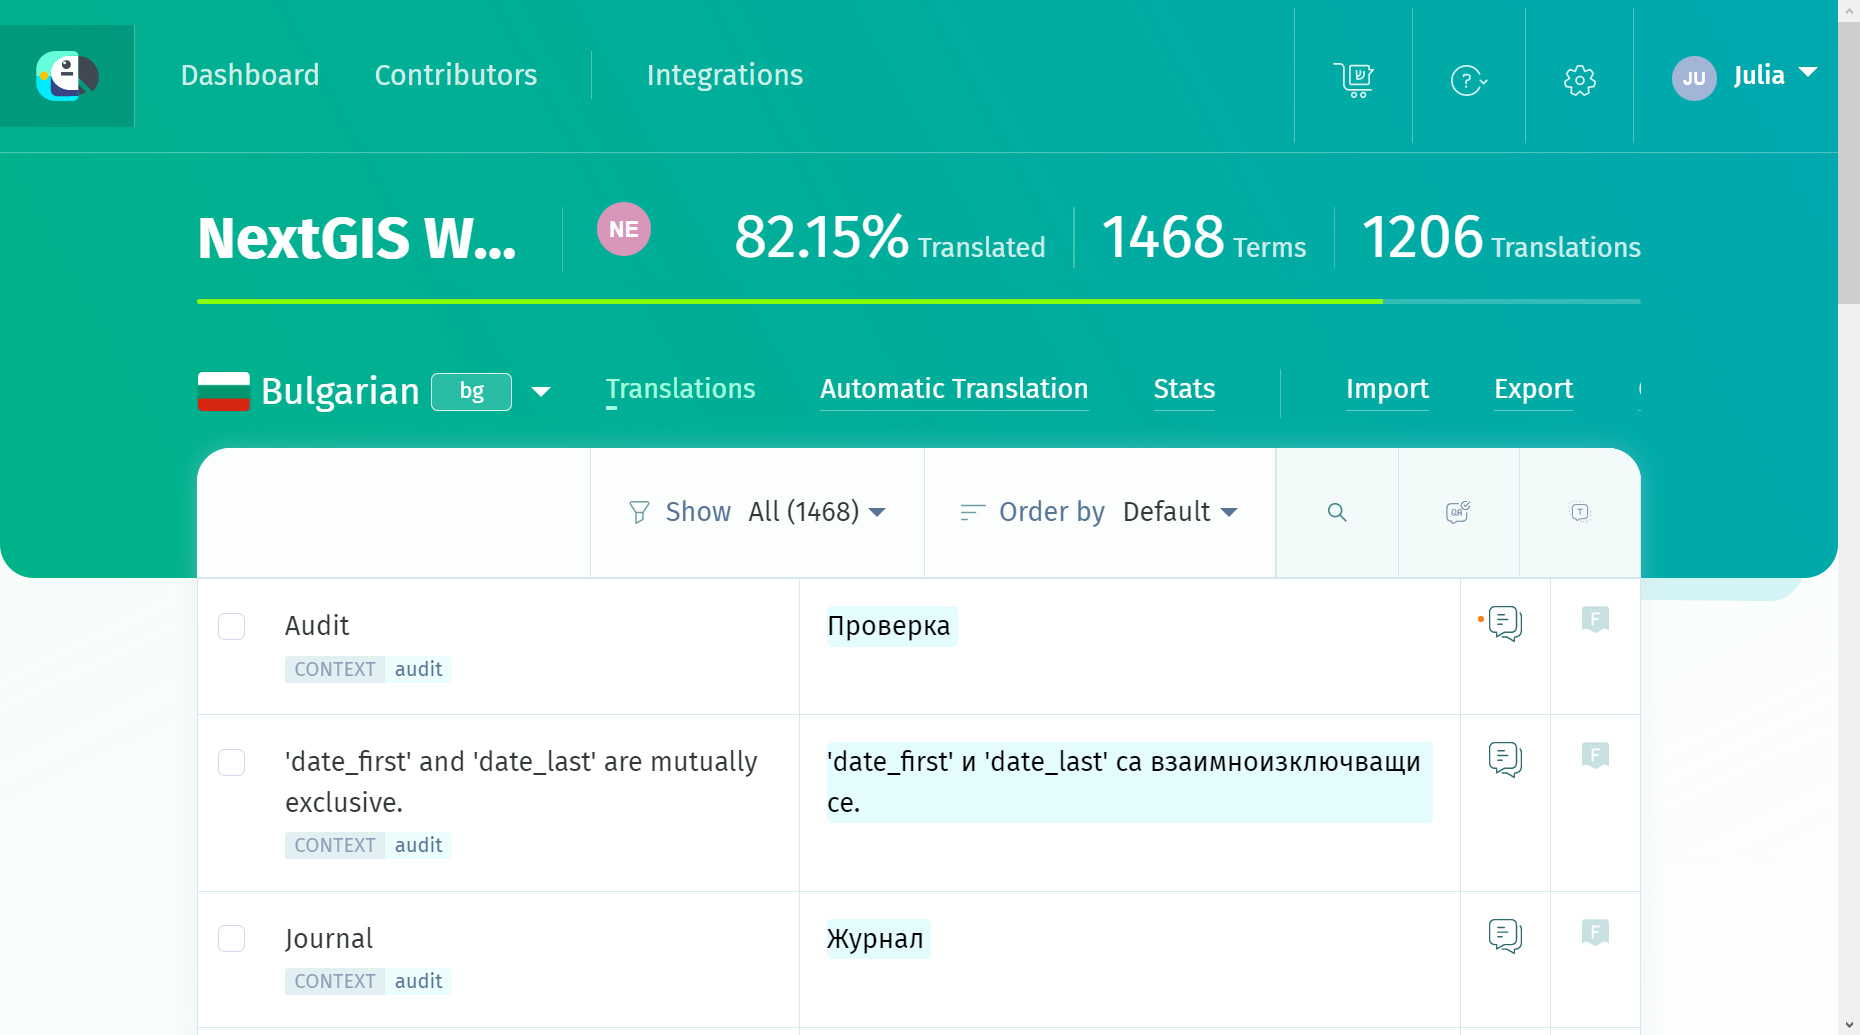 Dashboard Contributors Integrations JU Julia
NextGIS W... NE 82.15% Translated 1468 Terms 1206 Translations
Bulgarian bg Translations Automatic Translation Stats Import Export
Show All (1468) Order by Default
Audit Проверка
CONTEXT audit
'date_first' and 'date_last' are mutually
exclusive.
'date_first' и 'date_last' са взаимноизключващи
се.
CONTEXT audit
Journal Журнал
CONTEXT audit